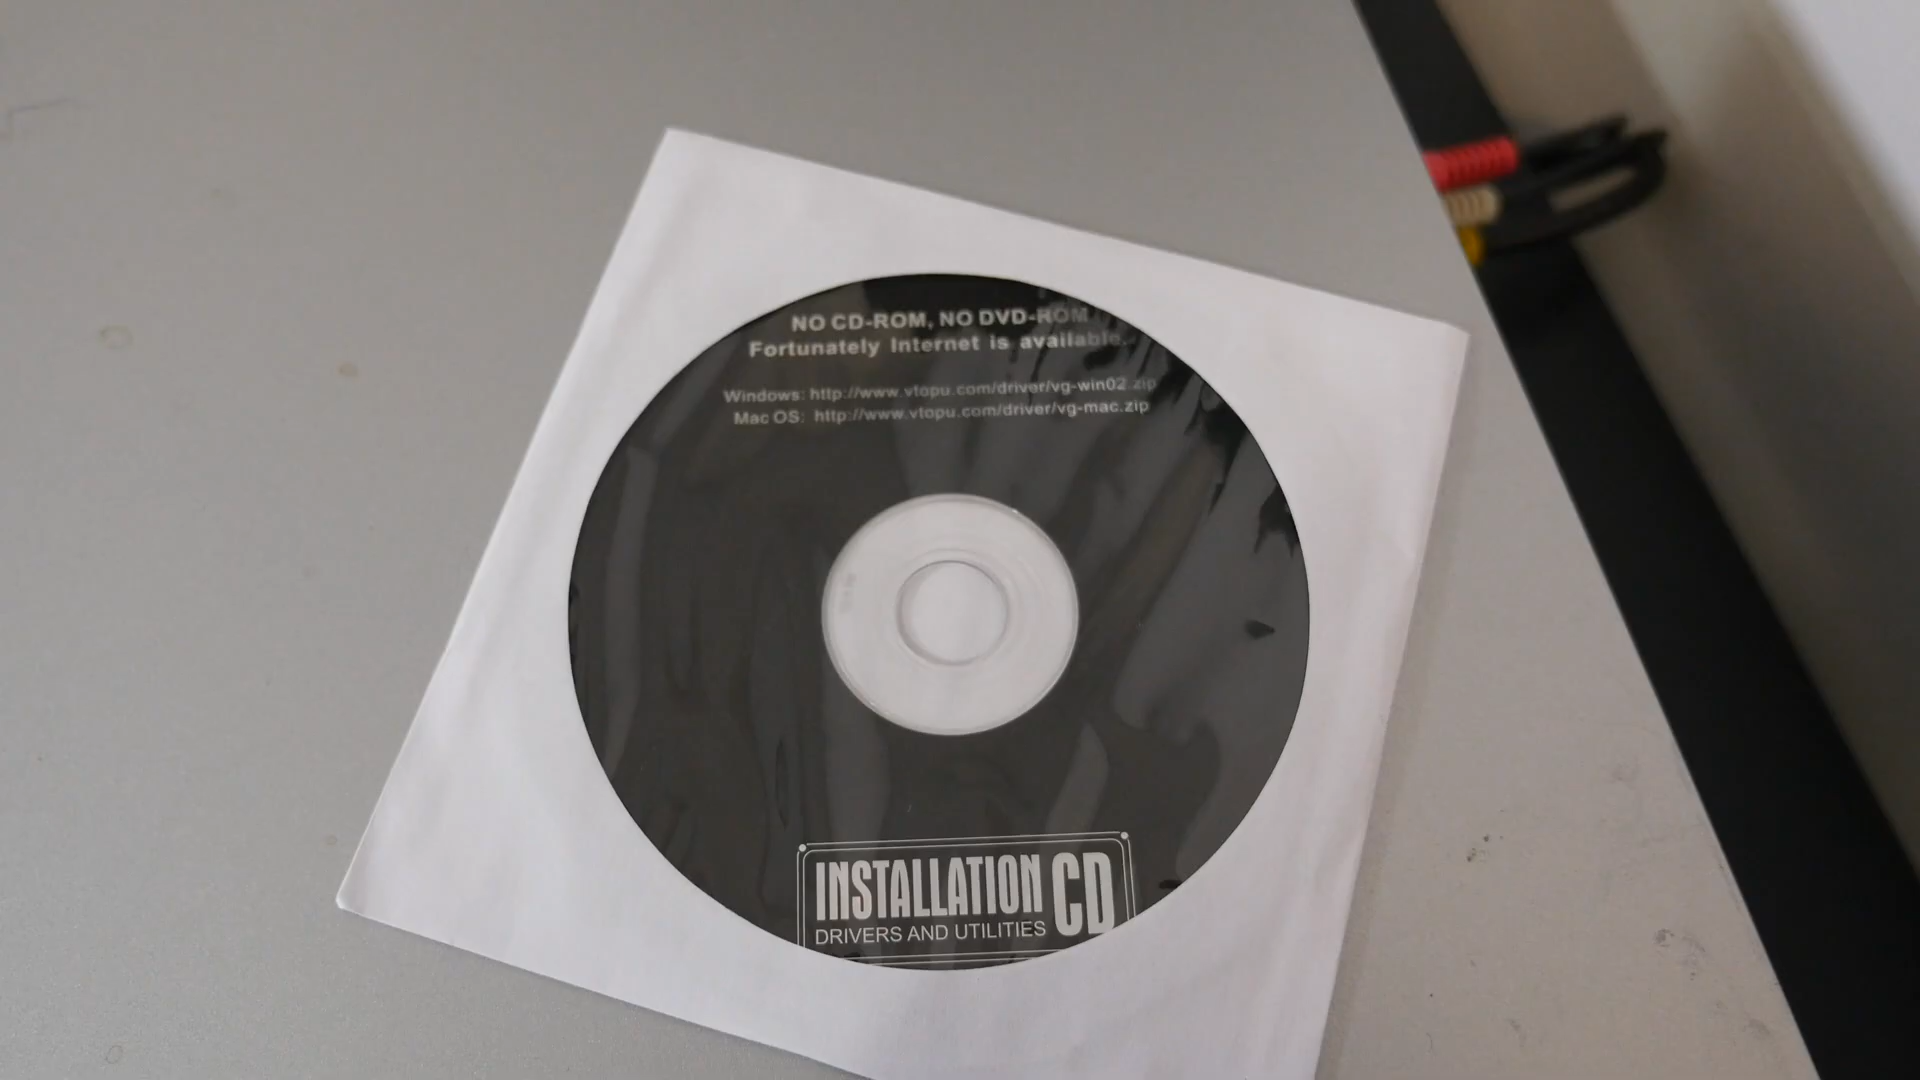 NO CD-ROM, NO DVD-ROM
Fortunately Internet is available.
Windows: http://www.vtopu.com/driver/vg-win02.zip
Mac OS: http://www.vtopu.com/driver/vg-mac.zip
INSTALLATION CD
DRIVERS AND UTILITIES